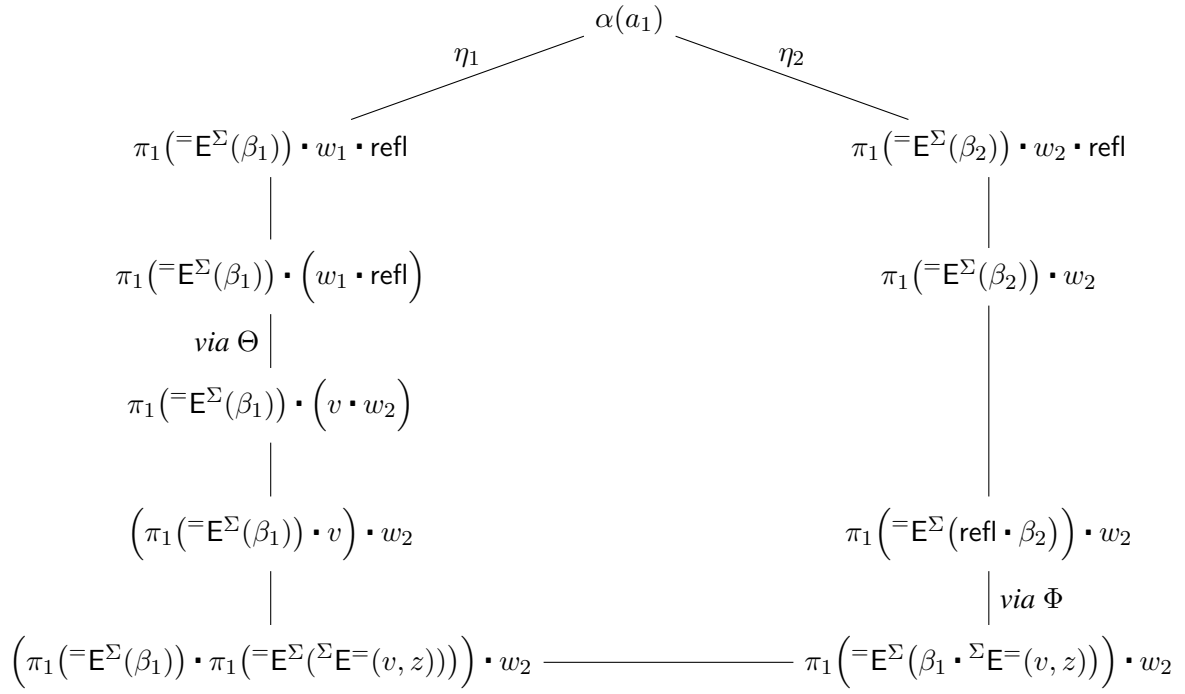 α(a₁)
η₁ η₂
π₁(⁼E^Σ(β₁)) ▪ w₁ ▪ refl π₁(⁼E^Σ(β₂)) ▪ w₂ ▪ refl
π₁(⁼E^Σ(β₁)) ▪ (w₁ ▪ refl) π₁(⁼E^Σ(β₂)) ▪ w₂
via Θ
π₁(⁼E^Σ(β₁)) ▪ (v ▪ w₂)
(π₁(⁼E^Σ(β₁)) ▪ v) ▪ w₂ π₁(⁼E^Σ(refl ▪ β₂)) ▪ w₂
via Φ
(π₁(⁼E^Σ(β₁)) ▪ π₁(⁼E^Σ(^ΣE⁼(v, z)))) ▪ w₂ π₁(⁼E^Σ(β₁ ▪ ^ΣE⁼(v, z))) ▪ w₂